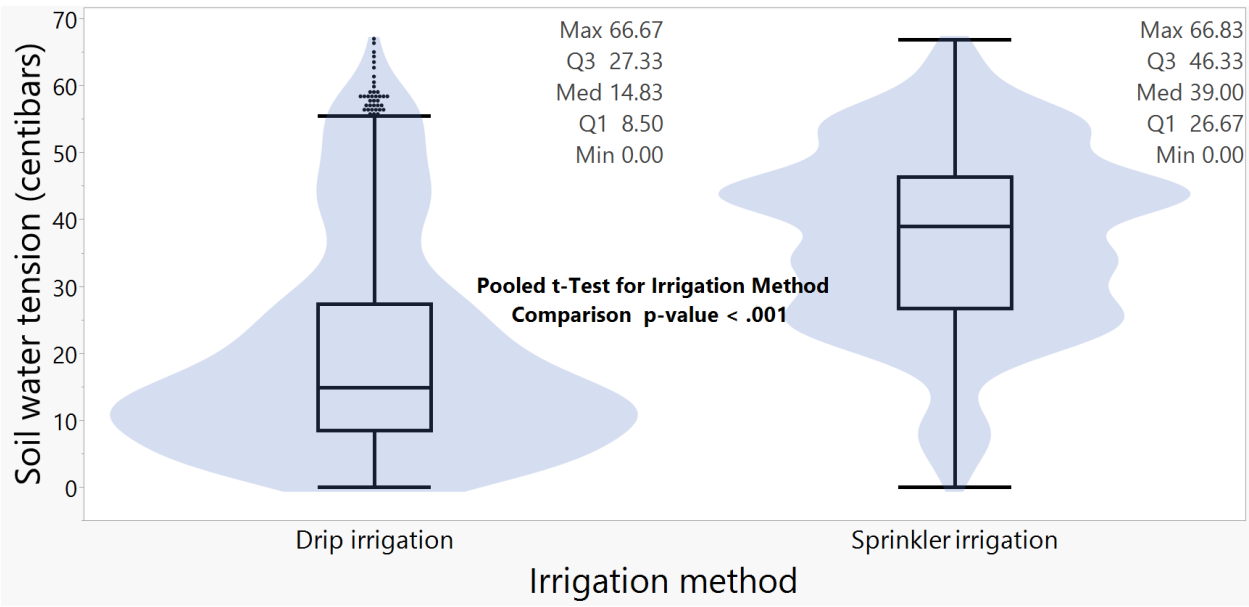 Soil water tension (centibars)
70
60
50
40
30
20
10
0
Max 66.67
Q3 27.33
Med 14.83
Q1 8.50
Min 0.00
Max 66.83
Q3 46.33
Med 39.00
Q1 26.67
Min 0.00
Pooled t-Test for Irrigation Method
Comparison p-value < .001
Drip irrigation
Sprinkler irrigation
Irrigation method